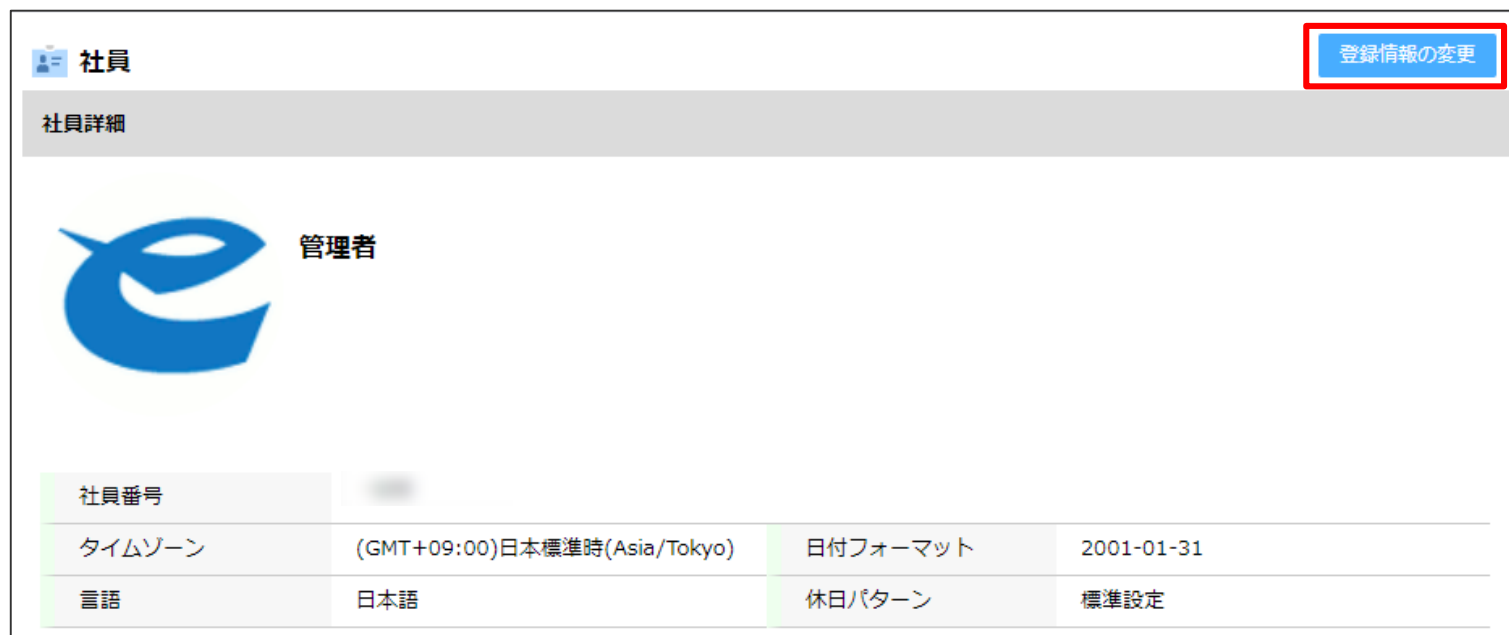 社員
登録情報の変更
社員詳細
管理者
社員番号
タイムゾーン (GMT+09:00)日本標準時(Asia/Tokyo) 日付フォーマット 2001-01-31
言語 日本語 休日パターン 標準設定